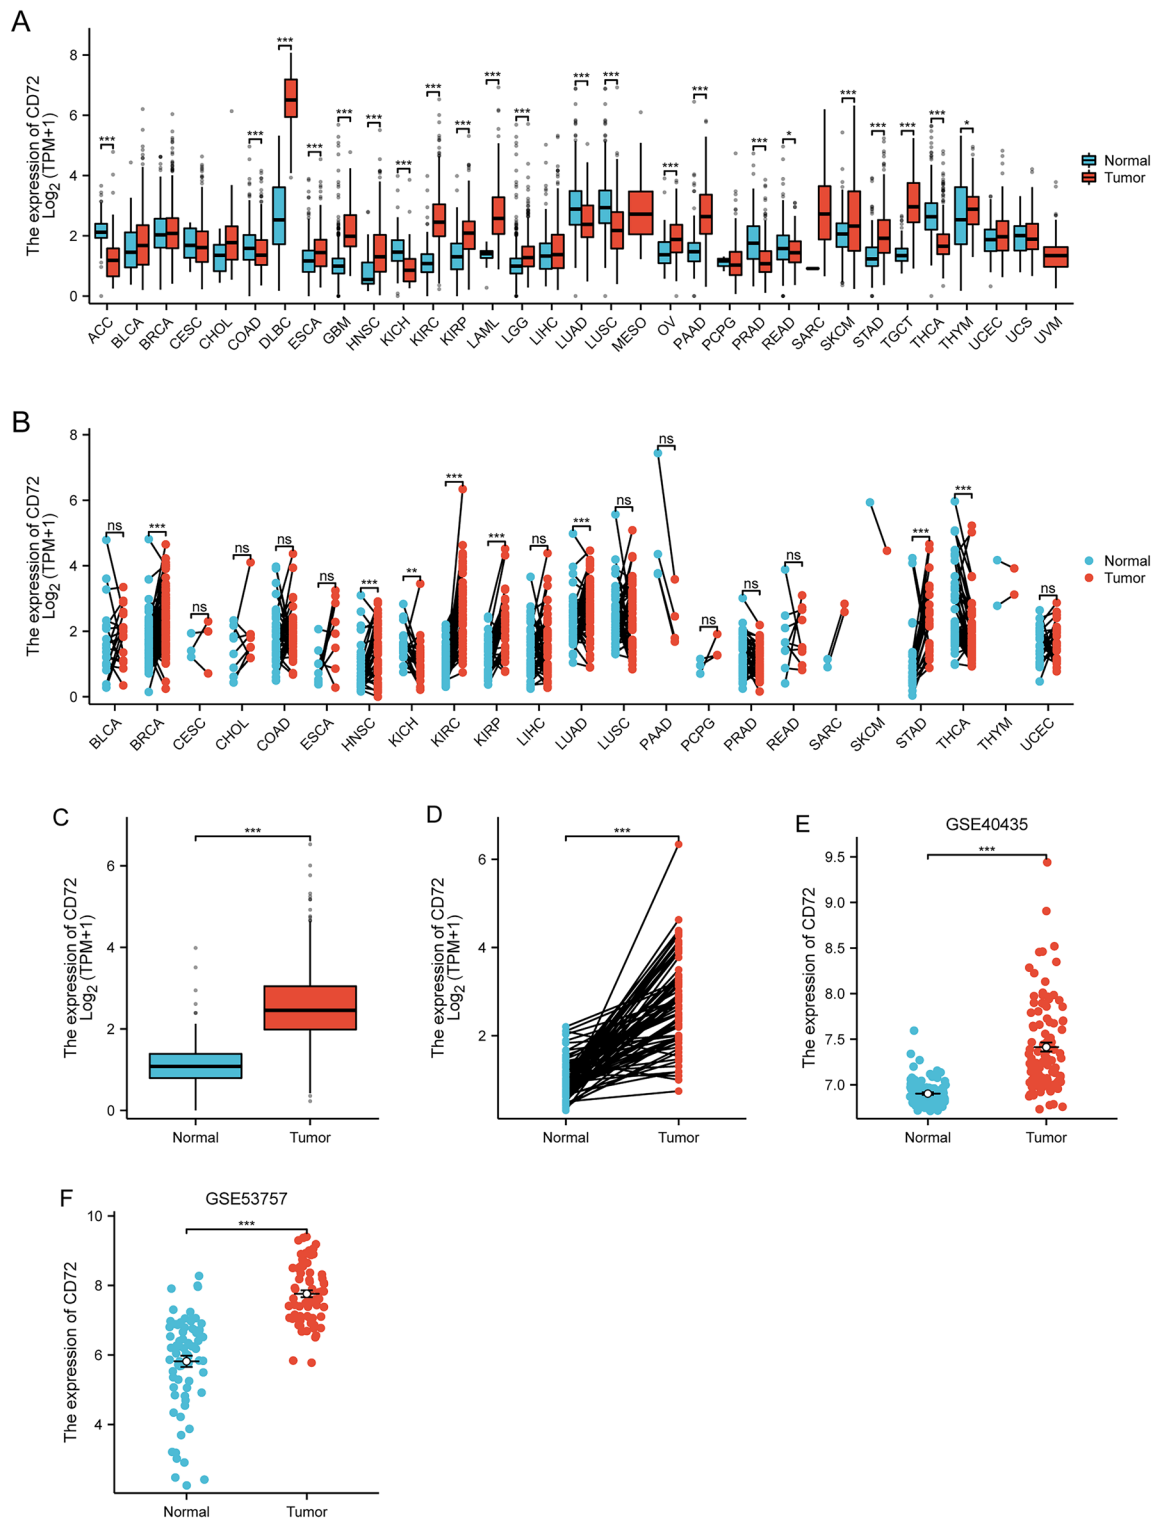 A
The expression of CD72
Log2 (TPM+1)
8
6
4
2
0
*** *** *** *** *** *** *** *** *** *** *** *** *** *** *** *** * *** *** *** *** *
Normal
Tumor
ACC BLCA BRCA CESC CHOL COAD DLBC ESCA GBM HNSC KICH KIRC KIRP LAML LGG LIHC LUAD LUSC MESO OV PAAD PCPG PRAD READ SARC SKCM STAD TGCT THCA THYM UCEC UCS UVM
B
The expression of CD72
Log2 (TPM+1)
8
6
4
2
0
ns *** ns ns ns ns *** ** *** *** ns *** ns ns ns ns ns *** *** ns
Normal
Tumor
BLCA BRCA CESC CHOL COAD ESCA HNSC KICH KIRC KIRP LIHC LUAD LUSC PAAD PCPG PRAD READ SARC SKCM STAD THCA THYM UCEC
C
The expression of CD72
Log2 (TPM+1)
6
4
2
0
***
Normal Tumor
D
The expression of CD72
Log2 (TPM+1)
6
4
2
***
Normal Tumor
E
GSE40435
The expression of CD72
9.5
9.0
8.5
8.0
7.5
7.0
***
Normal Tumor
F
GSE53757
The expression of CD72
10
8
6
4
***
Normal Tumor